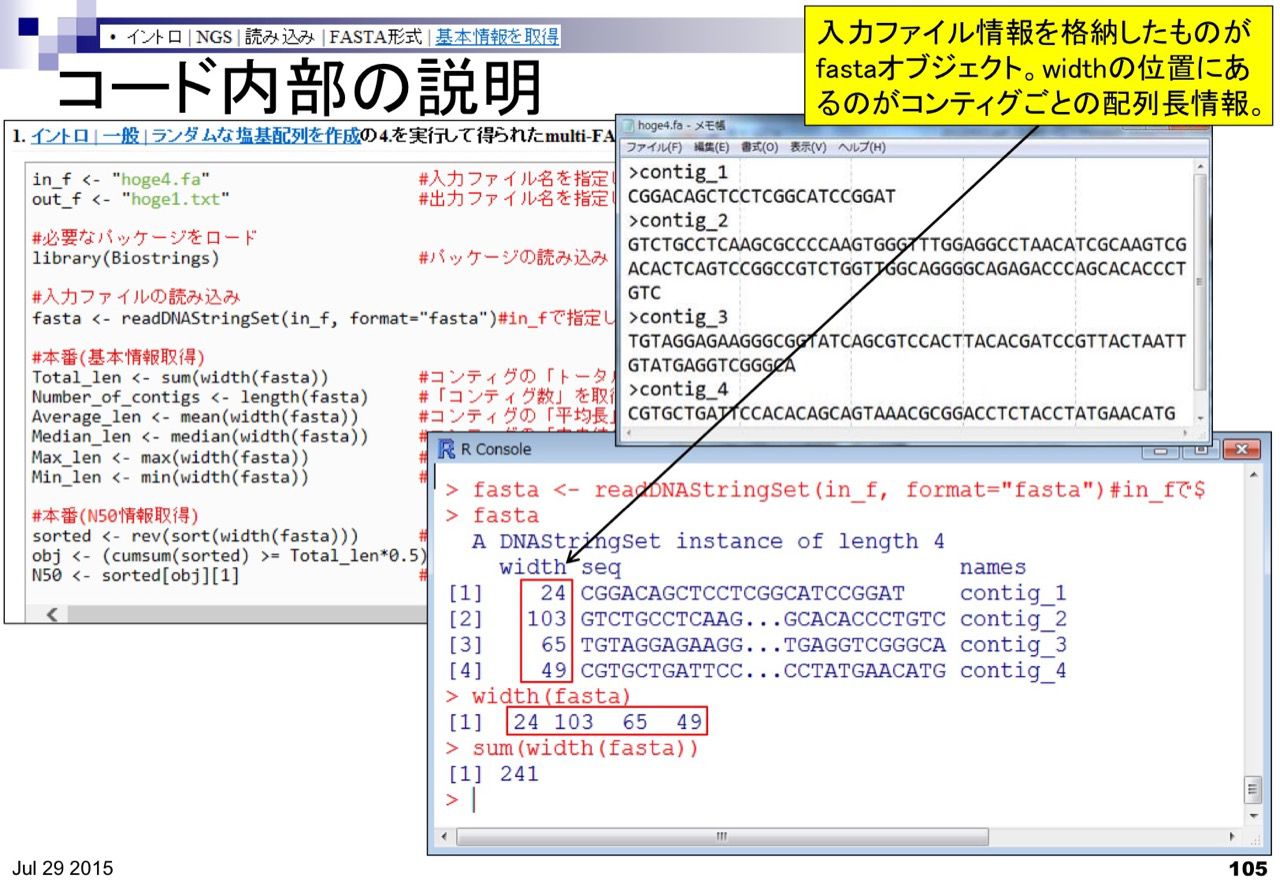 • イントロ | NGS | 読み込み | FASTA形式 | 基本情報を取得
コード内部の説明
入力ファイル情報を格納したものが
fastaオブジェクト。widthの位置にあ
るのがコンティグごとの配列長情報。
1. イントロ | 一般 | ランダムな塩基配列を作成の4.を実行して得られたmulti-FA
in_f <- "hoge4.fa" #入力ファイル名を指定し
out_f <- "hoge1.txt" #出力ファイル名を指定し
#必要なパッケージをロード
library(Biostrings) #パッケージの読み込み
#入力ファイルの読み込み
fasta <- readDNAStringSet(in_f, format="fasta")#in_fで指定し
#本番(基本情報取得)
Total_len <- sum(width(fasta)) #コンティグの「トータル
Number_of_contigs <- length(fasta) #「コンティグ数」を取得
Average_len <- mean(width(fasta)) #コンティグの「平均長」
Median_len <- median(width(fasta)) #
Max_len <- max(width(fasta)) #
Min_len <- min(width(fasta)) #
#本番(N50情報取得)
sorted <- rev(sort(width(fasta))) #
obj <- (cumsum(sorted) >= Total_len*0.5)
N50 <- sorted[obj][1] #
hoge4.fa - メモ帳
ファイル(F) 編集(E) 書式(O) 表示(V) ヘルプ(H)
>contig_1
CGGACAGCTCCTCGGCATCCGGAT
>contig_2
GTCTGCCTCAAGCGCCCCAAGTGGGTTTGGAGGCCTAACATCGCAAGTCG
ACACTCAGTCCGGCCGTCTGGTTGGCAGGGGCAGAGACCCAGCACACCCT
GTC
>contig_3
TGTAGGAGAAGGGCGGTATCAGCGTCCACTTACACGATCCGTTACTAATT
GTATGAGGTCGGGCA
>contig_4
CGTGCTGATTCCACACAGCAGTAAACGCGGACCTCTACCTATGAACATG
R Console
> fasta <- readDNAStringSet(in_f, format="fasta")#in_fで$
> fasta
A DNAStringSet instance of length 4
width seq names
[1] 24 CGGACAGCTCCTCGGCATCCGGAT contig_1
[2] 103 GTCTGCCTCAAG...GCACACCCTGTC contig_2
[3] 65 TGTAGGAGAAGG...TGAGGTCGGGCA contig_3
[4] 49 CGTGCTGATTCC...CCTATGAACATG contig_4
> width(fasta)
[1] 24 103 65 49
> sum(width(fasta))
[1] 241
>
Jul 29 2015
105